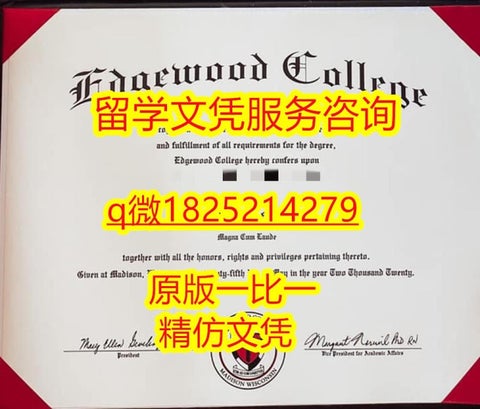 Edgewood College
留学文凭服务咨询
and fulfillment of all requirements for the degree,
Edgewood College hereby confers upon
q微1825214279
Magna Cum Laude
together with all the honors, rights and privileges pertaining thereto.
Given at Madison, ty-fifth Day in the year Two Thousand Twenty.
原版一比一
精仿文凭
President
Vice President for Academic Affairs
MADISON WISCONSIN